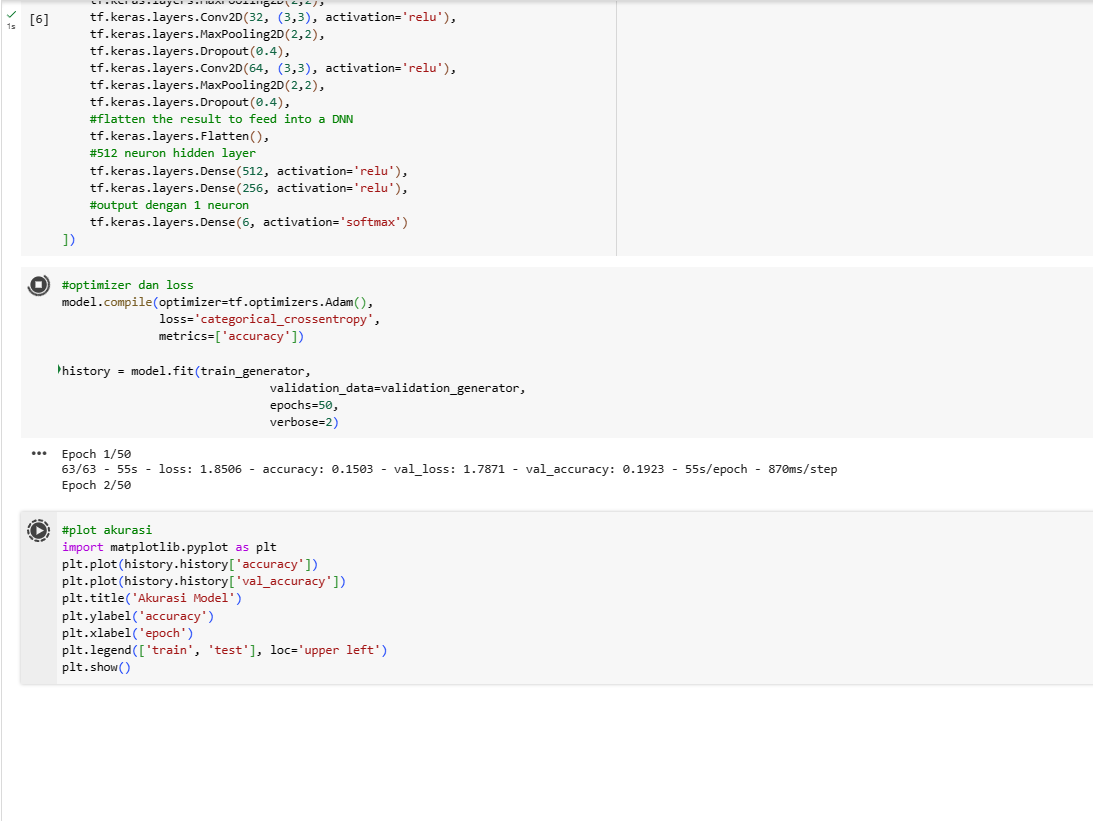 tf.keras.layers.MaxPooling2D(2,2),
[6]
1s
tf.keras.layers.Conv2D(32, (3,3), activation='relu'),
tf.keras.layers.MaxPooling2D(2,2),
tf.keras.layers.Dropout(0.4),
tf.keras.layers.Conv2D(64, (3,3), activation='relu'),
tf.keras.layers.MaxPooling2D(2,2),
tf.keras.layers.Dropout(0.4),
#flatten the result to feed into a DNN
tf.keras.layers.Flatten(),
#512 neuron hidden layer
tf.keras.layers.Dense(512, activation='relu'),
tf.keras.layers.Dense(256, activation='relu'),
#output dengan 1 neuron
tf.keras.layers.Dense(6, activation='softmax')
])
#optimizer dan loss
model.compile(optimizer=tf.optimizers.Adam(),
loss='categorical_crossentropy',
metrics=['accuracy'])
history = model.fit(train_generator,
validation_data=validation_generator,
epochs=50,
verbose=2)
Epoch 1/50
63/63 - 55s - loss: 1.8506 - accuracy: 0.1503 - val_loss: 1.7871 - val_accuracy: 0.1923 - 55s/epoch - 870ms/step
Epoch 2/50
#plot akurasi
import matplotlib.pyplot as plt
plt.plot(history.history['accuracy'])
plt.plot(history.history['val_accuracy'])
plt.title('Akurasi Model')
plt.ylabel('accuracy')
plt.xlabel('epoch')
plt.legend(['train', 'test'], loc='upper left')
plt.show()